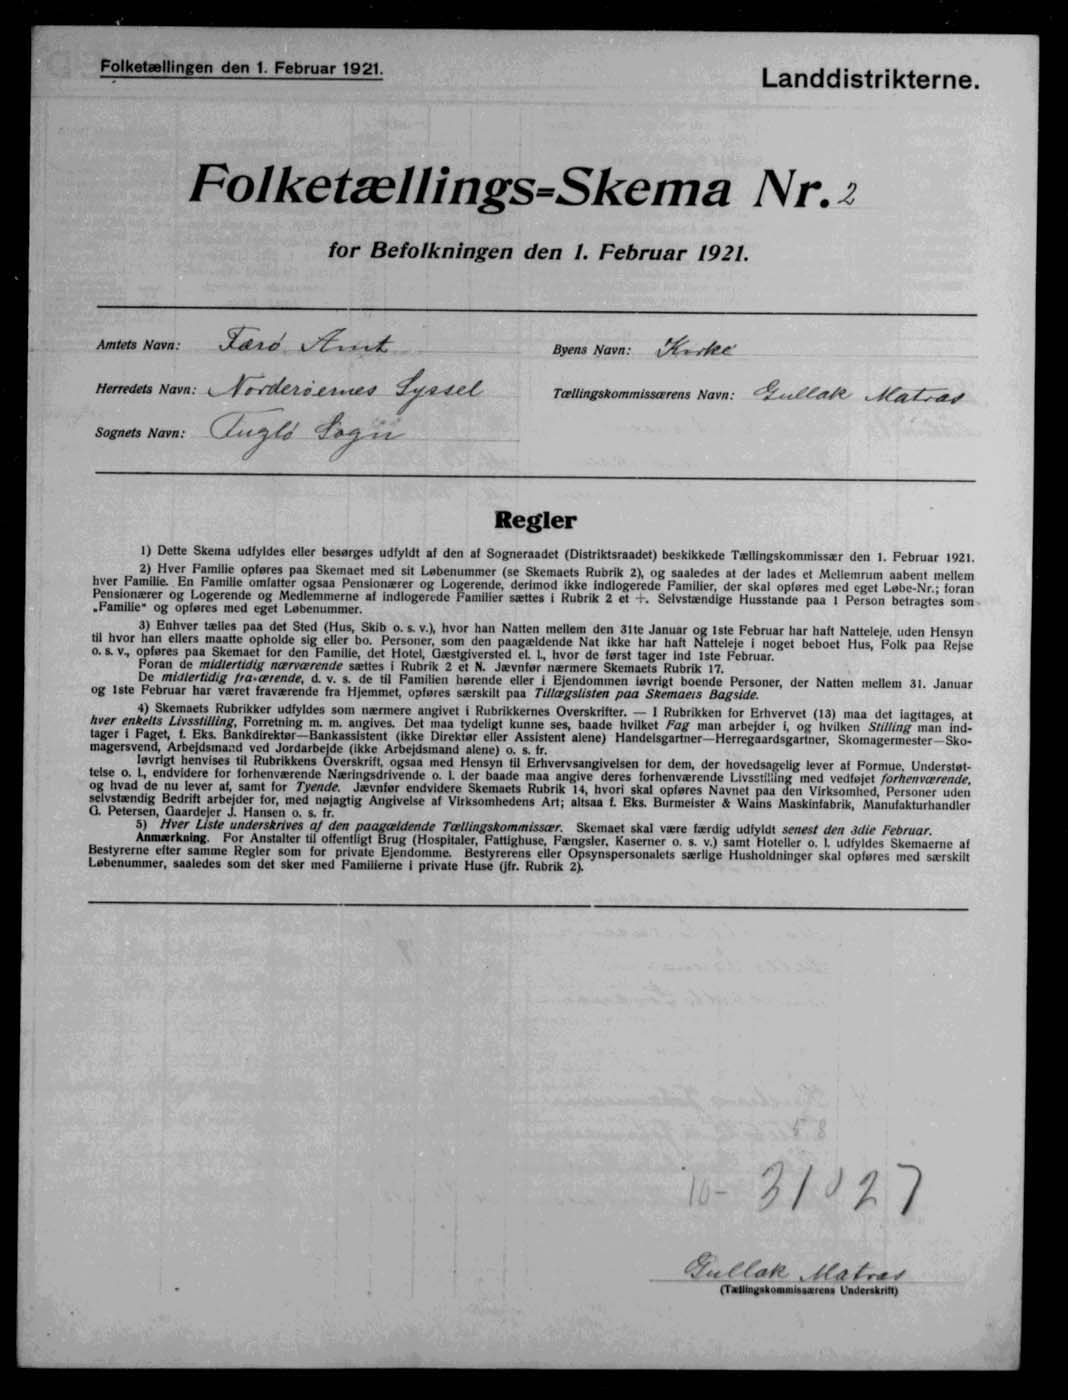 Folketællingen den 1. Februar 1921.
Landdistrikterne.
Folketællings=Skema Nr. 2
for Befolkningen den 1. Februar 1921.
Amtets Navn: Færø Amt
Byens Navn: Kirke
Herredets Navn: Norderøernes Syssel
Tællingskommissærens Navn: Gullak Matras
Sognets Navn: Fuglø Sogn
Regler
1) Dette Skema udfyldes eller besørges udfyldt af den af Sogneraadet (Distriktsraadet) beskikkede Tællingskommissær den 1. Februar 1921.
2) Hver Familie opføres paa Skemaet med sit Løbenummer (se Skemaets Rubrik 2), og saaledes at der lades et Mellemrum aabent mellem
hver Familie. En Familie omfatter ogsaa Pensionærer og Logerende, derimod ikke indlogerede Familier, der skal opføres med eget Løbe-Nr.; foran
Pensionærer og Logerende og Medlemmerne af indlogerede Familier sættes i Rubrik 2 et +. Selvstændige Husstande paa 1 Person betragtes som
„Familie" og opføres med eget Løbenummer.
3) Enhver tælles paa det Sted (Hus, Skib o. s. v.), hvor han Natten mellem den 31te Januar og 1ste Februar har haft Natteleje, uden Hensyn
til hvor han ellers maatte opholde sig eller bo. Personer, som den paagældende Nat ikke har haft Natteleje i noget beboet Hus, Folk paa Rejse
o. s. v., opføres paa Skemaet for den Familie, det Hotel, Gæstgiversted el. l., hvor de først tager ind 1ste Februar.
Foran de midlertidig nærværende sættes i Rubrik 2 et N. Jævnfør nærmere Skemaets Rubrik 17.
De midlertidig fraværende, d. v. s. de til Familien hørende eller i Ejendommen iøvrigt boende Personer, der Natten mellem 31. Januar
og 1ste Februar har været fraværende fra Hjemmet, opføres særskilt paa Tillægslisten paa Skemaets Bagside.
4) Skemaets Rubrikker udfyldes som nærmere angivet i Rubrikkernes Overskrifter. — I Rubrikken for Erhvervet (13) maa det iagttages, at
hver enkelts Livsstilling, Forretning m. m. angives. Det maa tydeligt kunne ses, baade hvilket Fag man arbejder i, og hvilken Stilling man ind-
tager i Faget, f. Eks. Bankdirektør—Bankassistent (ikke Direktør eller Assistent alene) Handelsgartner—Herregaardsgartner, Skomagermester—Sko-
magersvend, Arbejdsmand ved Jordarbejde (ikke Arbejdsmand alene) o. s. fr.
Iøvrigt henvises til Rubrikkens Overskrift, ogsaa med Hensyn til Erhvervsangivelsen for dem, der hovedsagelig lever af Formue, Understøt-
telse o. l., endvidere for forhenværende Næringsdrivende o. l. der baade maa angive deres forhenværende Livsstilling med vedføjet forhenværende,
og hvad de nu lever af, samt for Tyende. Jævnfør endvidere Skemaets Rubrik 14, hvori skal opføres Navnet paa den Virksomhed, Personer uden
selvstændig Bedrift arbejder for, med nøjagtig Angivelse af Virksomhedens Art; altsaa f. Eks. Burmeister & Wains Maskinfabrik, Manufakturhandler
G. Petersen, Gaardejer J. Hansen o. s. fr.
5) Hver Liste underskrives af den paagældende Tællingskommissær. Skemaet skal være færdig udfyldt senest den 3die Februar.
Anmærkning. For Anstalter til offentligt Brug (Hospitaler, Fattighuse, Fængsler, Kaserner o. s. v.) samt Hoteller o. l. udfyldes Skemaerne af
Bestyrerne efter samme Regler som for private Ejendomme. Bestyrerens eller Opsynspersonalets særlige Husholdninger skal opføres med særskilt
Løbenummer, saaledes som det sker med Familierne i private Huse (jfr. Rubrik 2).
Gullak Matras
(Tællingskommissærens Underskrift)